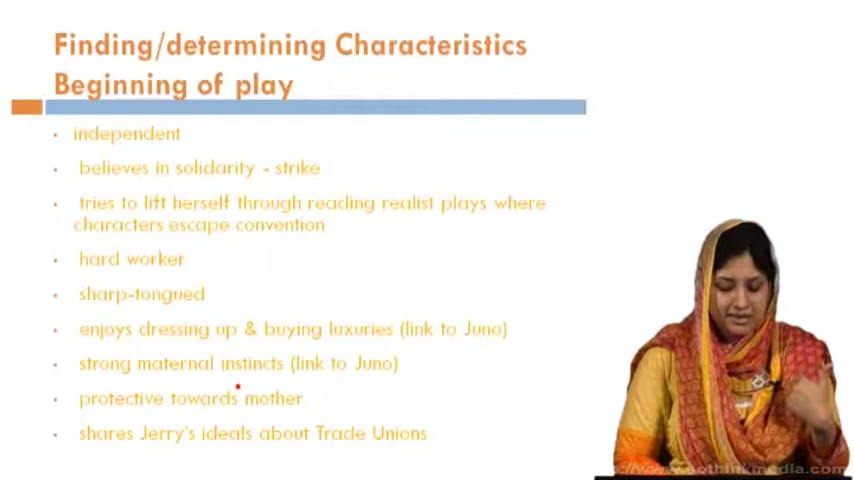 Finding/determining Characteristics
Beginning of play
• independent
• believes in solidarity - strike
• tries to lift herself through reading realist plays where
characters escape convention
• hard worker
• sharp-tongued
• enjoys dressing up & buying luxuries (link to Juno)
• strong maternal instincts (link to Juno)
• protective towards mother
• shares Jerry's ideals about Trade Unions